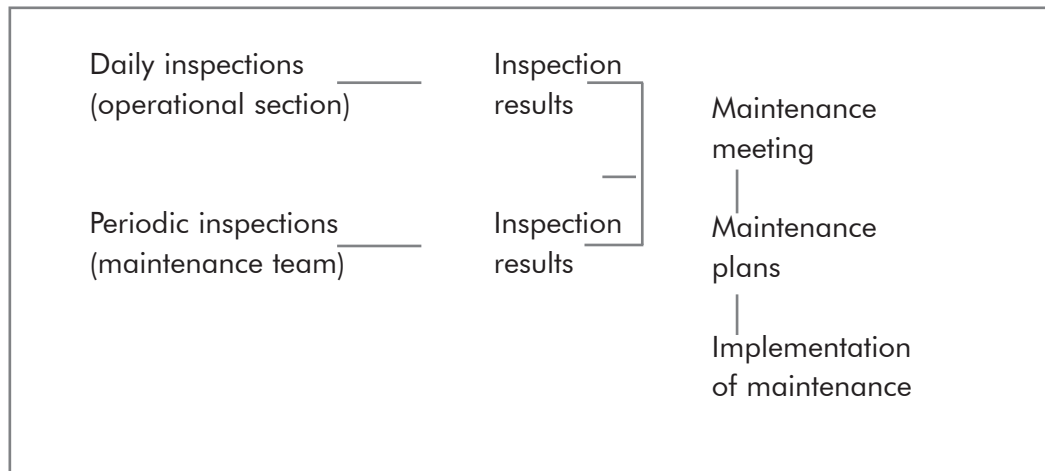 Daily inspections
(operational section)
Inspection
results
Periodic inspections
(maintenance team)
Inspection
results
Maintenance
meeting
Maintenance
plans
Implementation
of maintenance